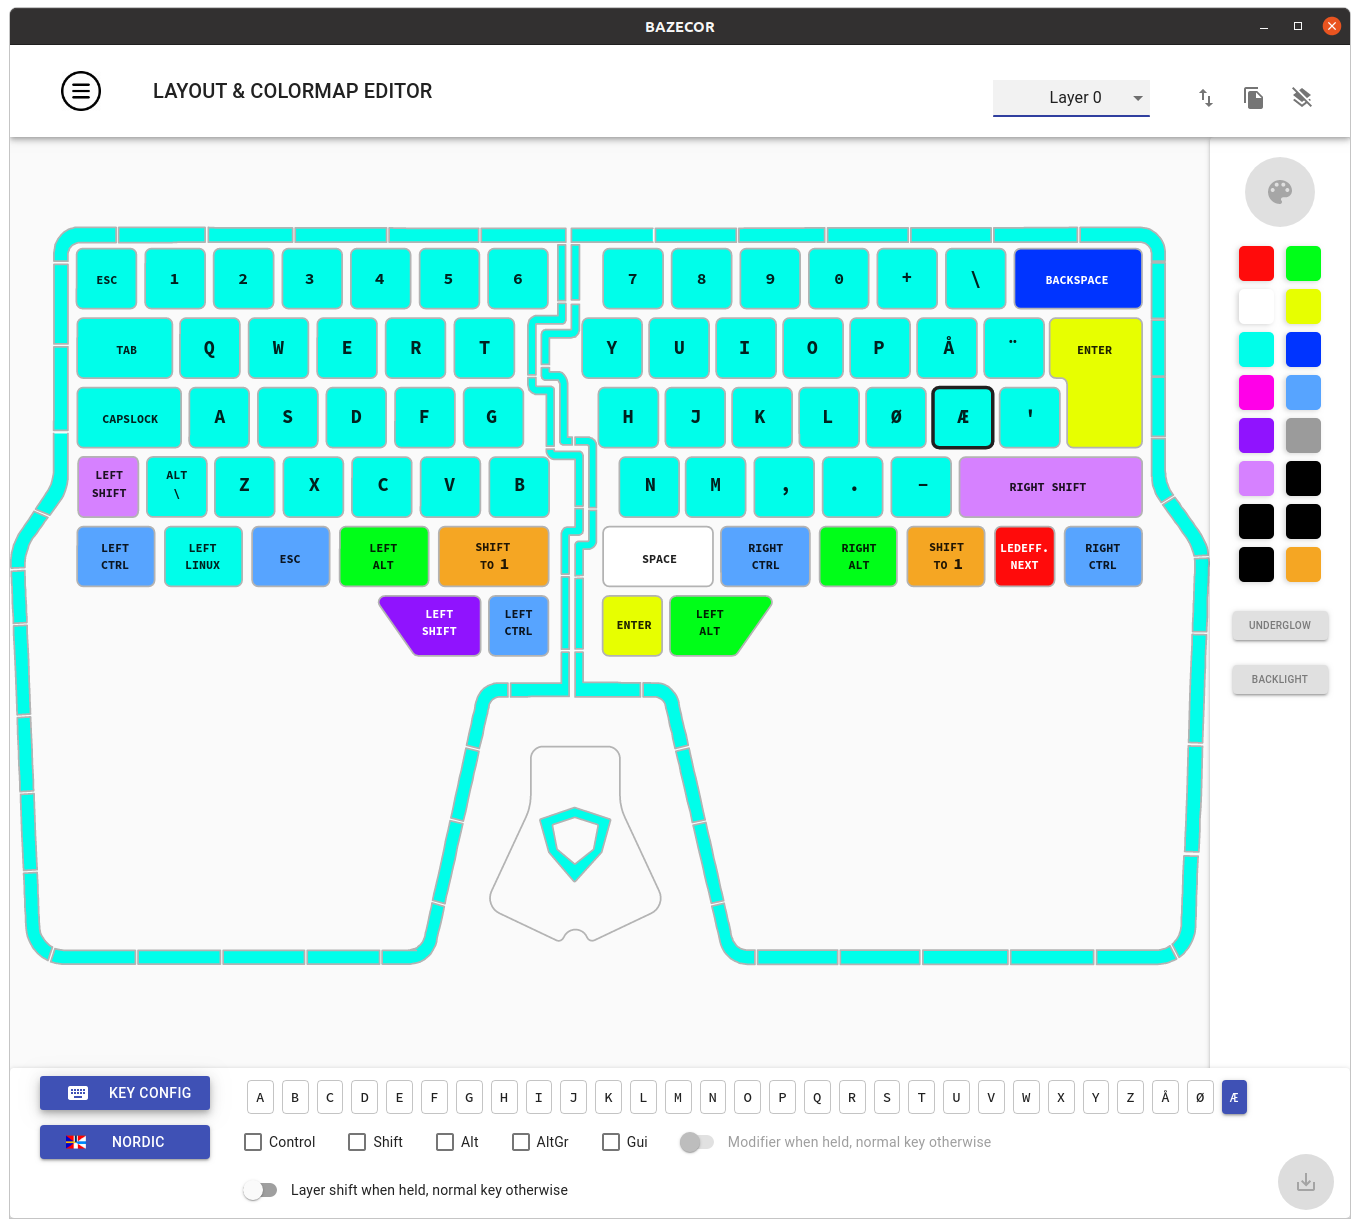 BAZECOR
LAYOUT & COLORMAP EDITOR
Layer 0
ESC 1 2 3 4 5 6 7 8 9 0 + \ BACKSPACE
TAB Q W E R T Y U I O P Å ¨ ENTER
CAPSLOCK A S D F G H J K L Ø Æ '
LEFT SHIFT ALT \ Z X C V B N M , . - RIGHT SHIFT
LEFT CTRL LEFT LINUX ESC LEFT ALT SHIFT TO 1 SPACE RIGHT CTRL RIGHT ALT SHIFT TO 1 LEDEFF. NEXT RIGHT CTRL
LEFT SHIFT LEFT CTRL ENTER LEFT ALT
UNDERGLOW
BACKLIGHT
KEY CONFIG
A B C D E F G H I J K L M N O P Q R S T U V W X Y Z Å Ø Æ
NORDIC
Control Shift Alt AltGr Gui Modifier when held, normal key otherwise
Layer shift when held, normal key otherwise